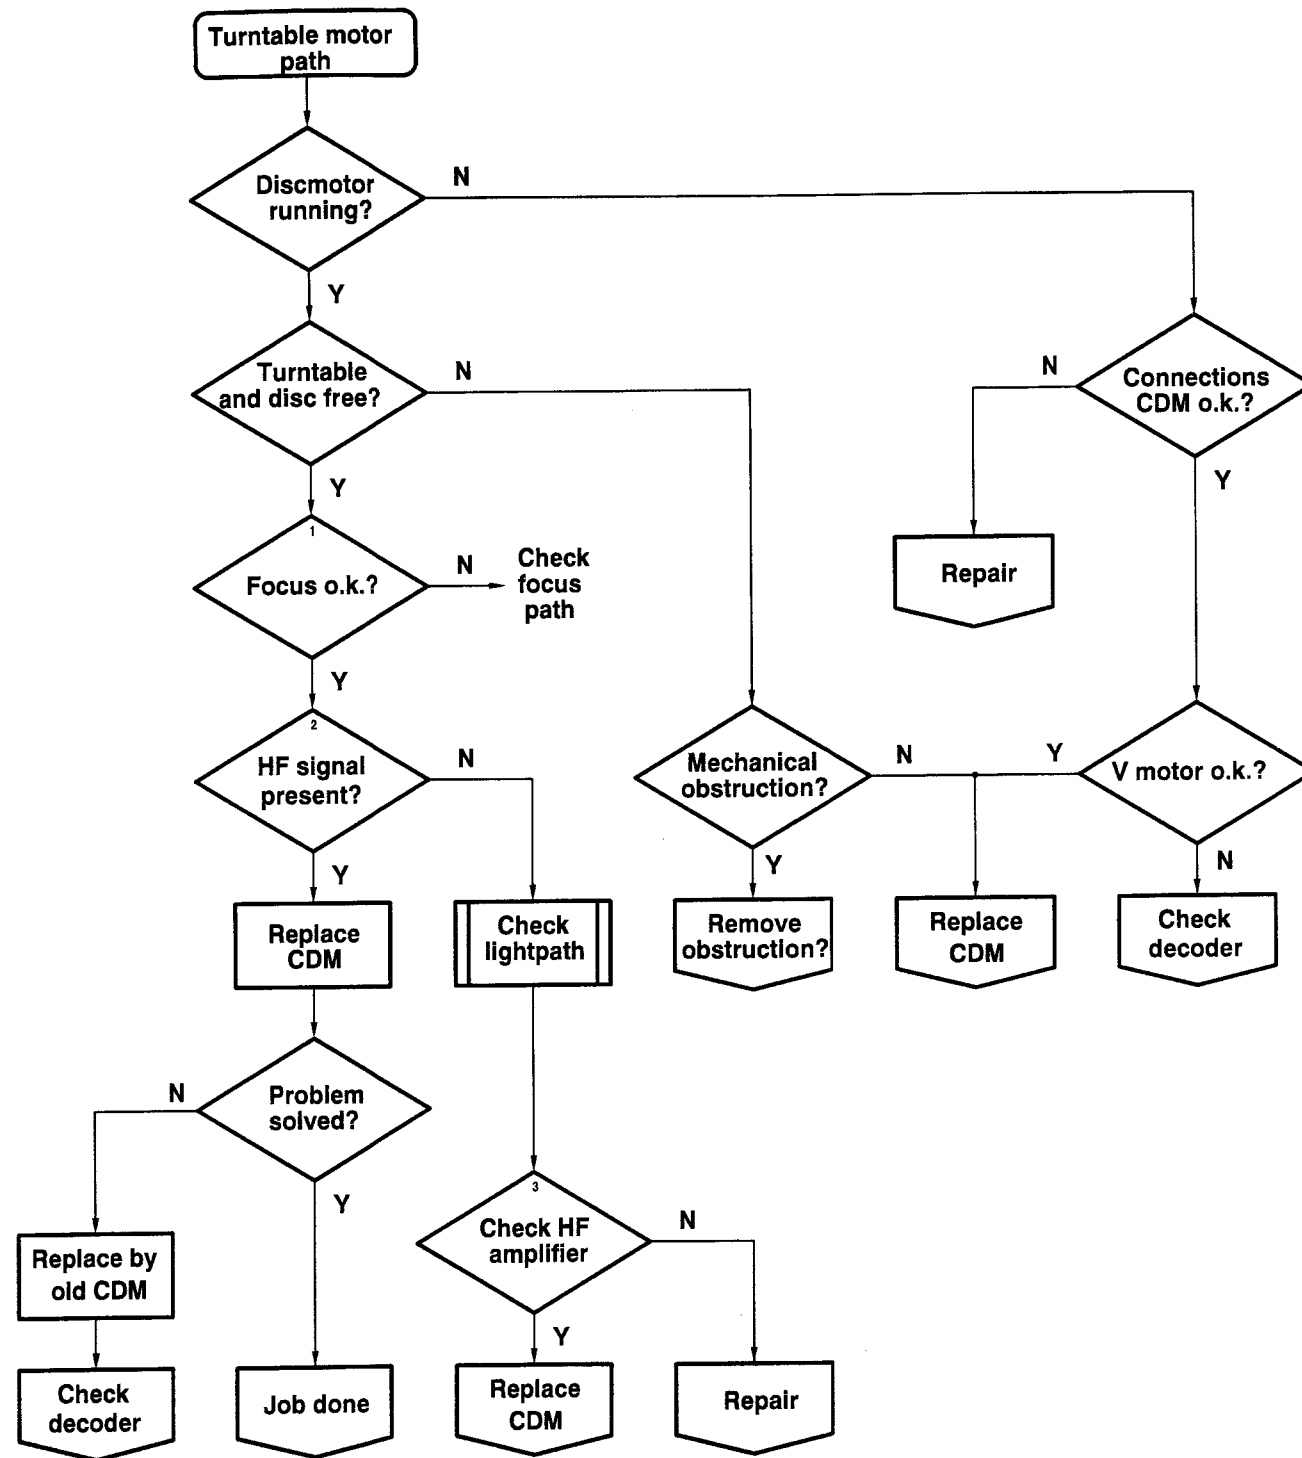 Turntable motor
path
Discmotor
running?
N
Y
Turntable
and disc free?
N
N
Connections
CDM o.k.?
Y
Y
1
Focus o.k.?
N
Check
focus
path
Repair
Y
2
HF signal
present?
N
Mechanical
obstruction?
N
Y
V motor o.k.?
Y
Y
N
Replace
CDM
Check
lightpath
Remove
obstruction?
Replace
CDM
Check
decoder
N
Problem
solved?
Y
3
Check HF
amplifier
N
Replace by
old CDM
Y
Check
decoder
Job done
Replace
CDM
Repair